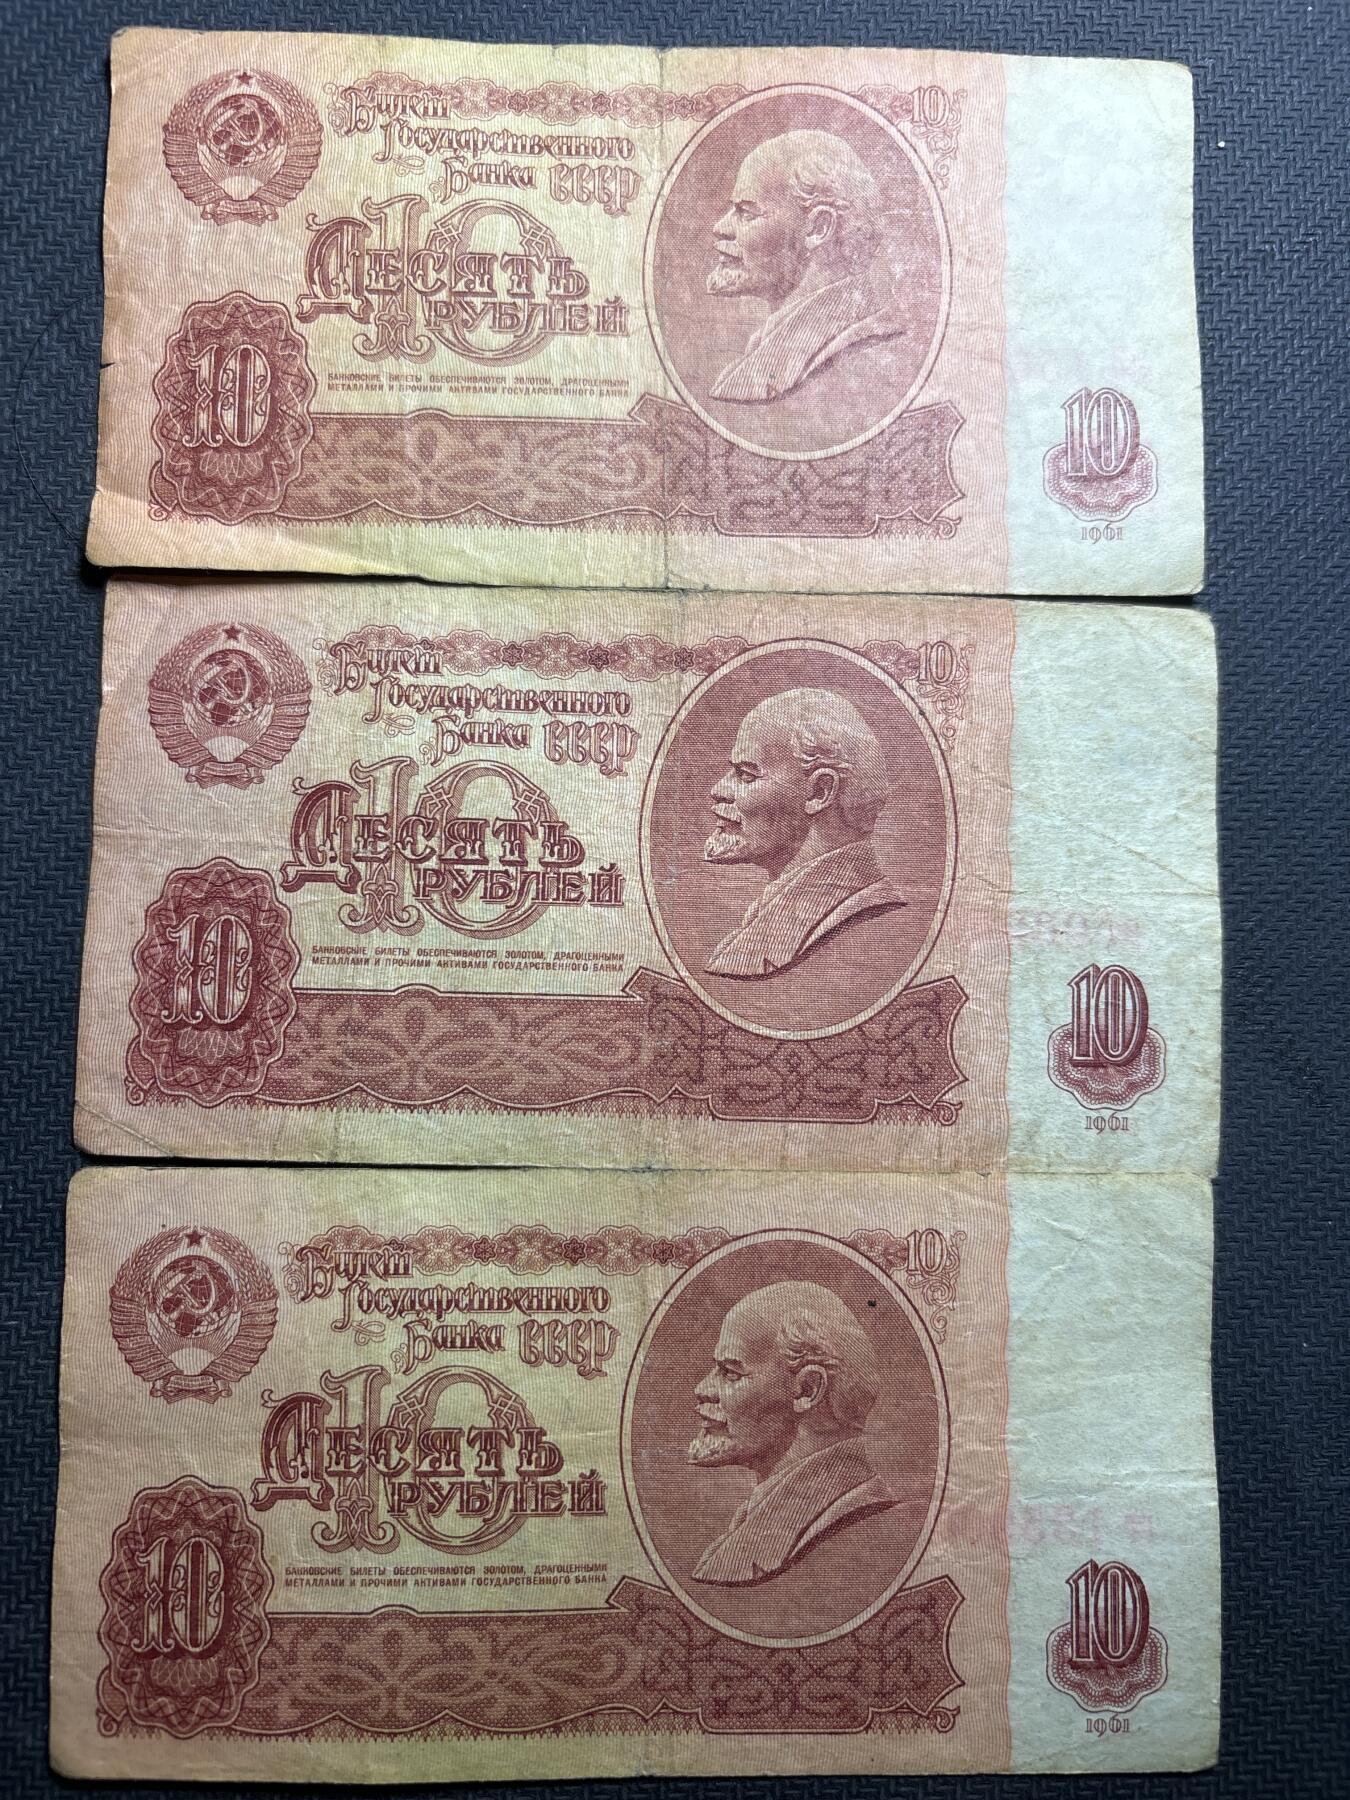 Билет
Государственного
Банка СССР
10
10
Десять
рублей
10
БАНКОВСКИЕ БИЛЕТЫ ОБЕСПЕЧИВАЮТСЯ ЗОЛОТОМ, ДРАГОЦЕННЫМИ
МЕТАЛЛАМИ И ПРОЧИМИ АКТИВАМИ ГОСУДАРСТВЕННОГО БАНКА
10
1961
Билет
Государственного
Банка СССР
10
10
Десять
рублей
10
БАНКОВСКИЕ БИЛЕТЫ ОБЕСПЕЧИВАЮТСЯ ЗОЛОТОМ, ДРАГОЦЕННЫМИ
МЕТАЛЛАМИ И ПРОЧИМИ АКТИВАМИ ГОСУДАРСТВЕННОГО БАНКА
10
1961
Билет
Государственного
Банка СССР
10
10
Десять
рублей
10
БАНКОВСКИЕ БИЛЕТЫ ОБЕСПЕЧИВАЮТСЯ ЗОЛОТОМ, ДРАГОЦЕННЫМИ
МЕТАЛЛАМИ И ПРОЧИМИ АКТИВАМИ ГОСУДАРСТВЕННОГО БАНКА
10
1961